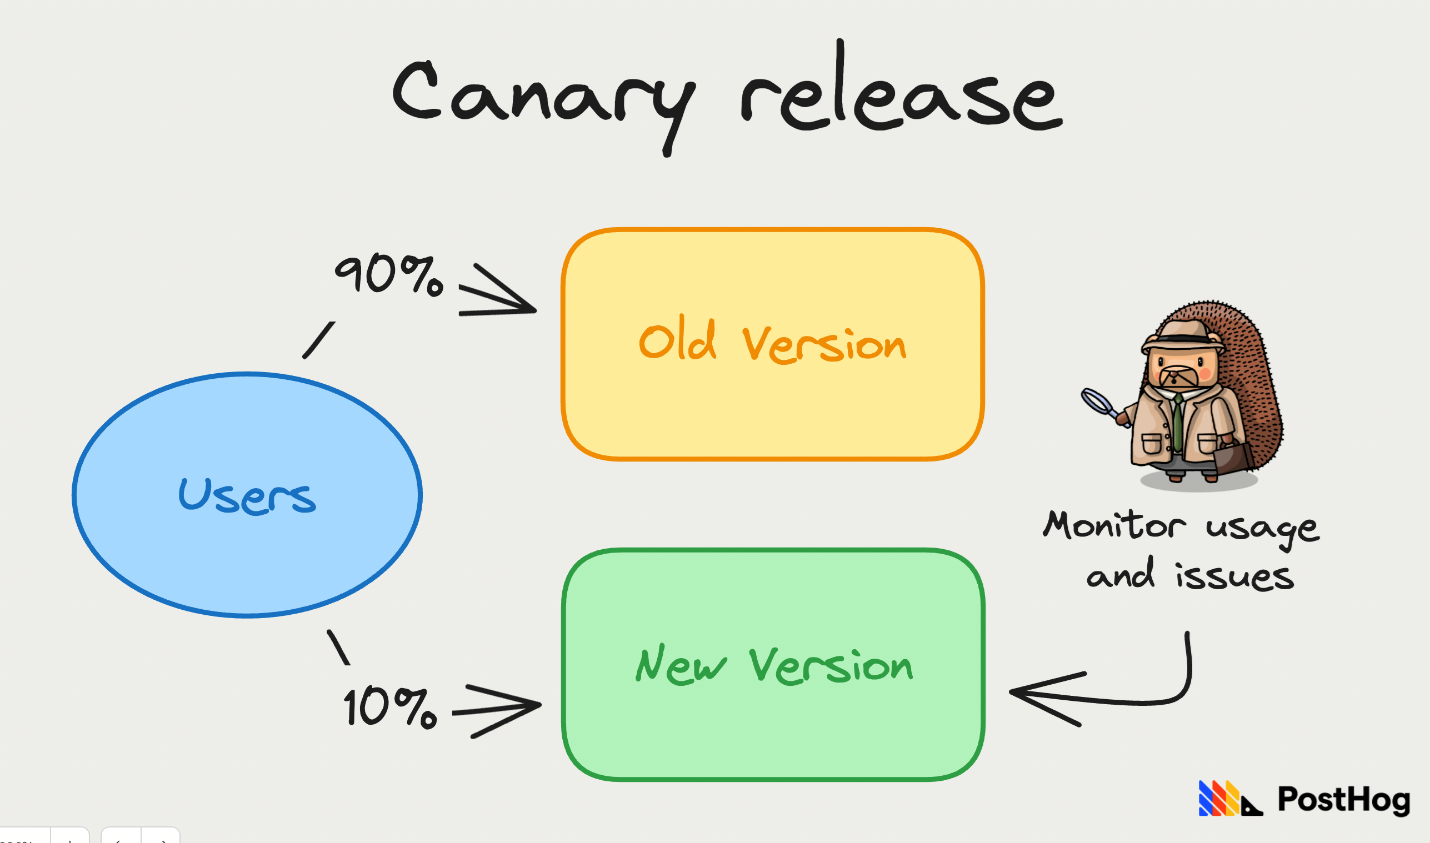 Canary release
90%
Old Version
Users
Monitor usage
and issues
New Version
10%
PostHog